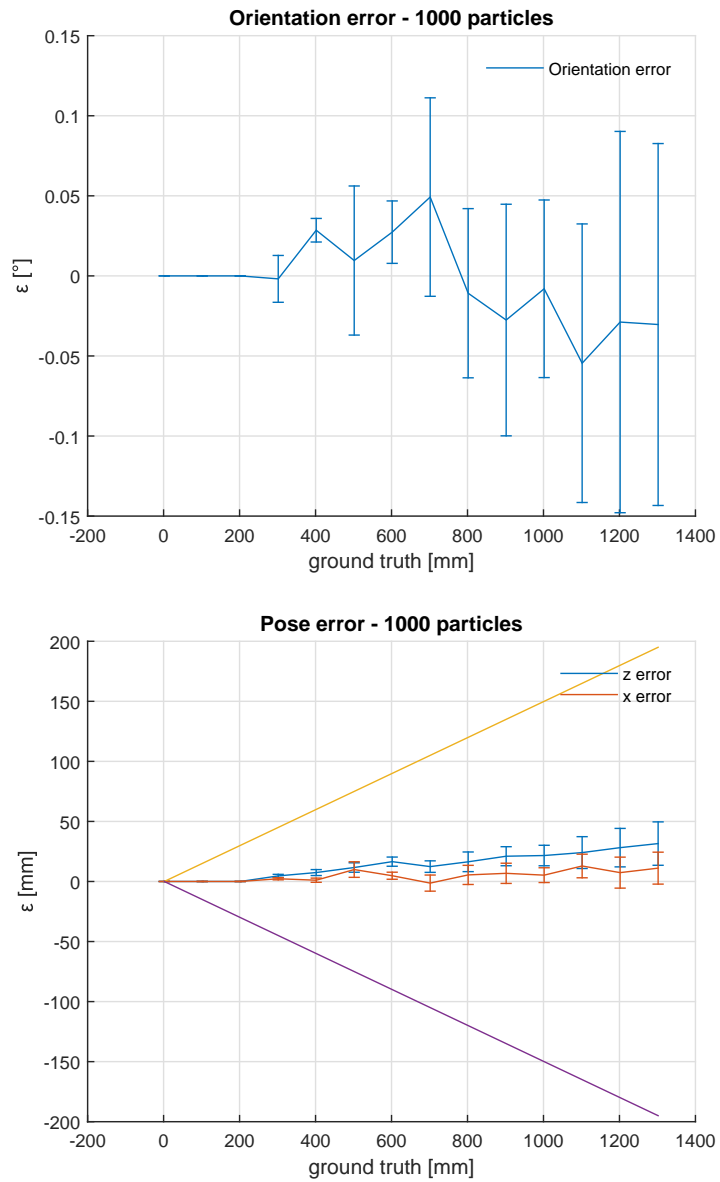 Orientation error - 1000 particles
Orientation error
0.15
0.1
0.05
0
-0.05
-0.1
-0.15
ε [°]
-200 0 200 400 600 800 1000 1200 1400
ground truth [mm]
Pose error - 1000 particles
z error
x error
200
150
100
50
0
-50
-100
-150
-200
ε [mm]
-200 0 200 400 600 800 1000 1200 1400
ground truth [mm]